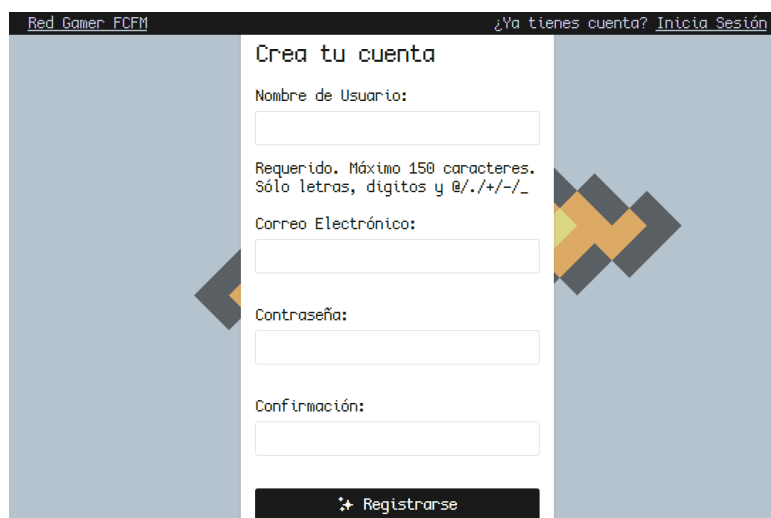 Red Gamer FCFM
¿Ya tienes cuenta? Inicia Sesión
Crea tu cuenta
Nombre de Usuario:
Requerido. Máximo 150 caracteres.
Sólo letras, digitos y @/./+/-/_
Correo Electrónico:
Contraseña:
Confirmación:
Registrarse